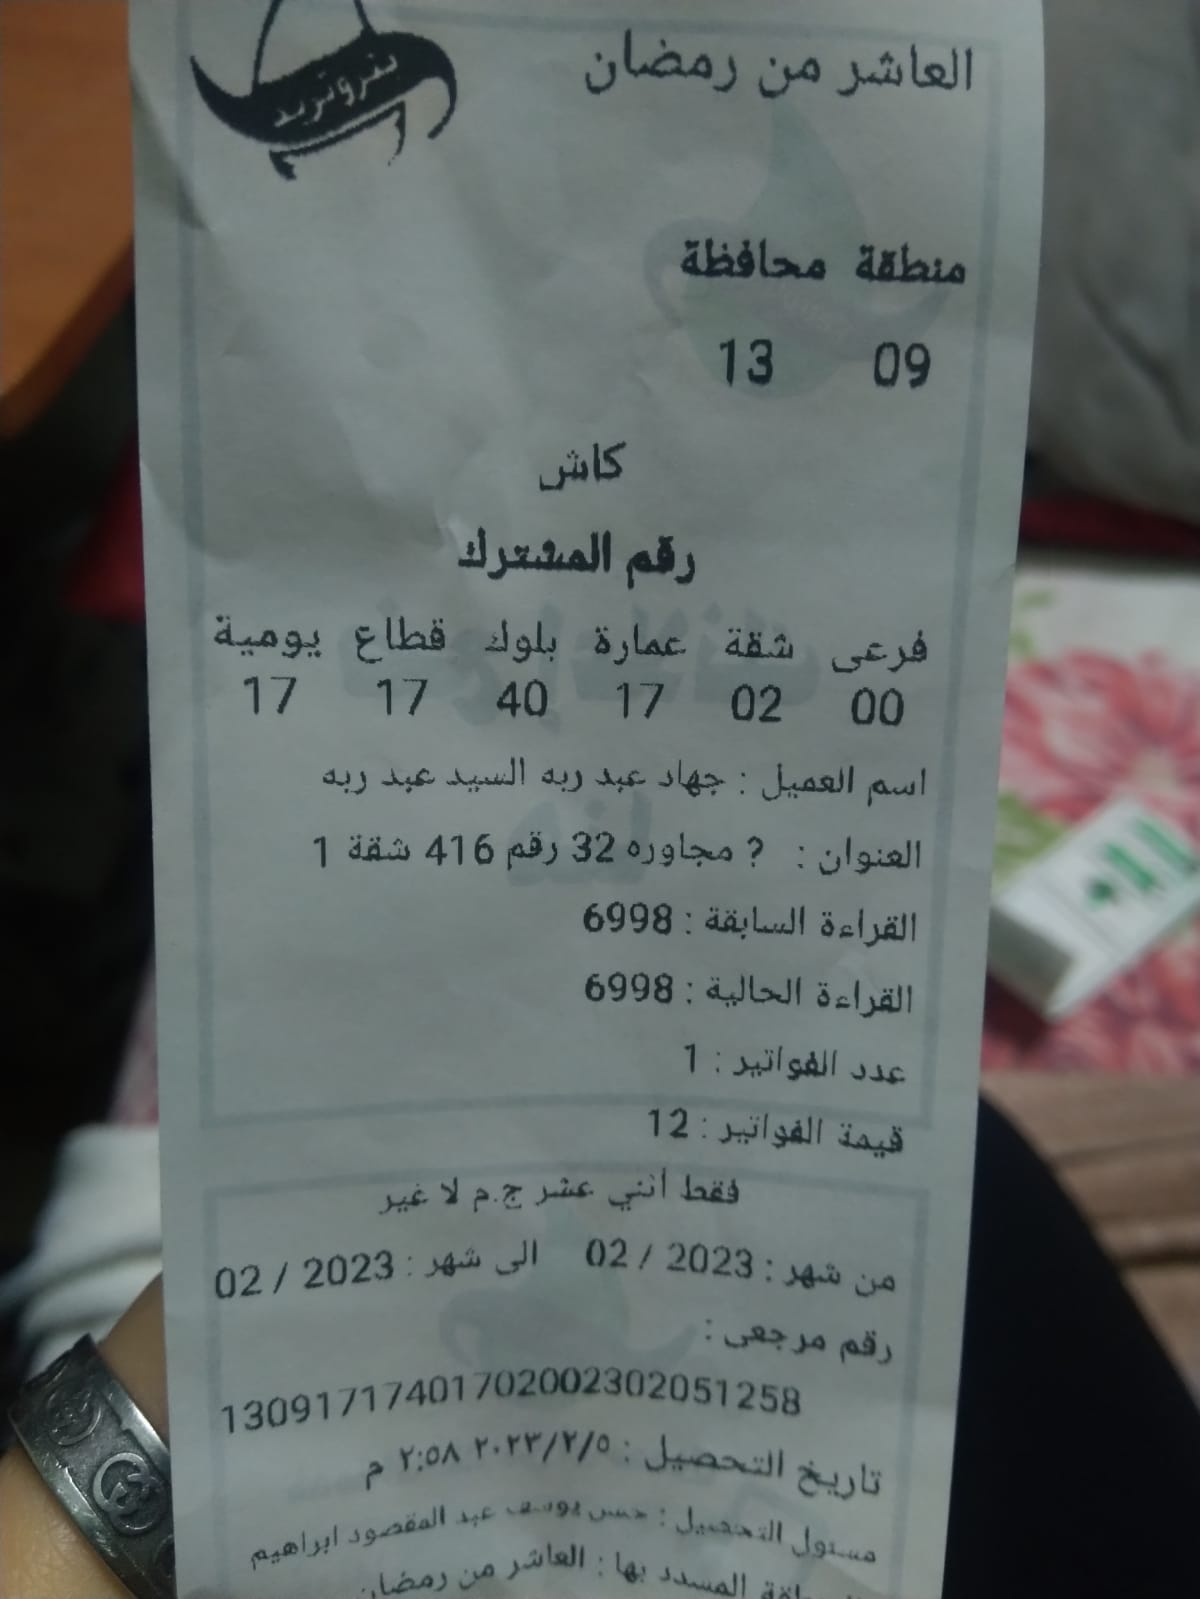 بتروتريد
العاشر من رمضان
منطقة محافظة
09 13
كاش
رقم المشترك
فرعى شقة عمارة بلوك قطاع يومية
00 02 17 40 17 17
اسم العميل : جهاد عبد ربه السيد عبد ربه
العنوان : ? مجاوره 32 رقم 416 شقة 1
القراءة السابقة : 6998
القراءة الحالية : 6998
عدد الفواتير : 1
قيمة الفواتير : 12
فقط اثني عشر ج.م لا غير
من شهر : 2023 / 02 الى شهر : 2023 / 02
رقم مرجعى :
13091717401702002302051258
تاريخ التحصيل : ٢٠٢٣/٢/٥ ٢:٥٨ م
مسئول التحصيل : حسن يوسف عبد المقصود ابراهيم
المسدد بها : العاشر من رمضان